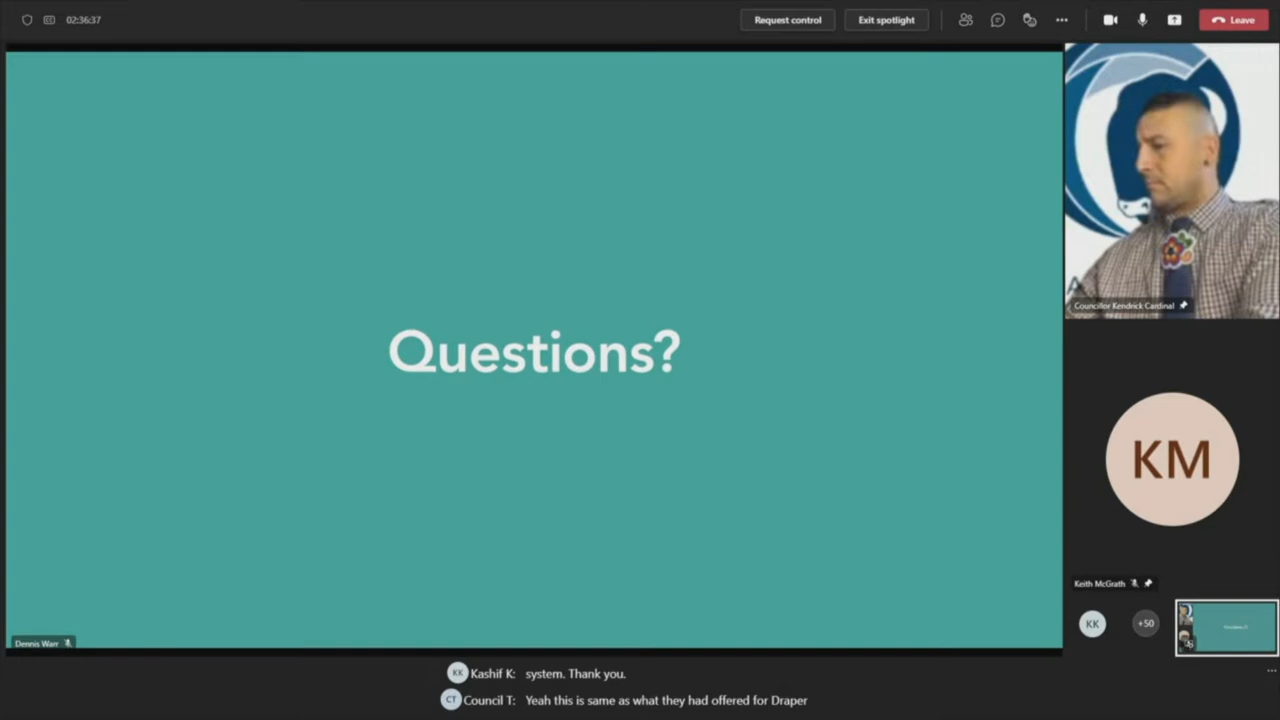 02:36:37
Request control
Exit spotlight
Leave
Questions?
Councillor Kendrick Cardinal
KM
Keith McGrath
KK
+50
Dennis Warr
KK Kashif K: system. Thank you.
CT Council T: Yeah this is same as what they had offered for Draper